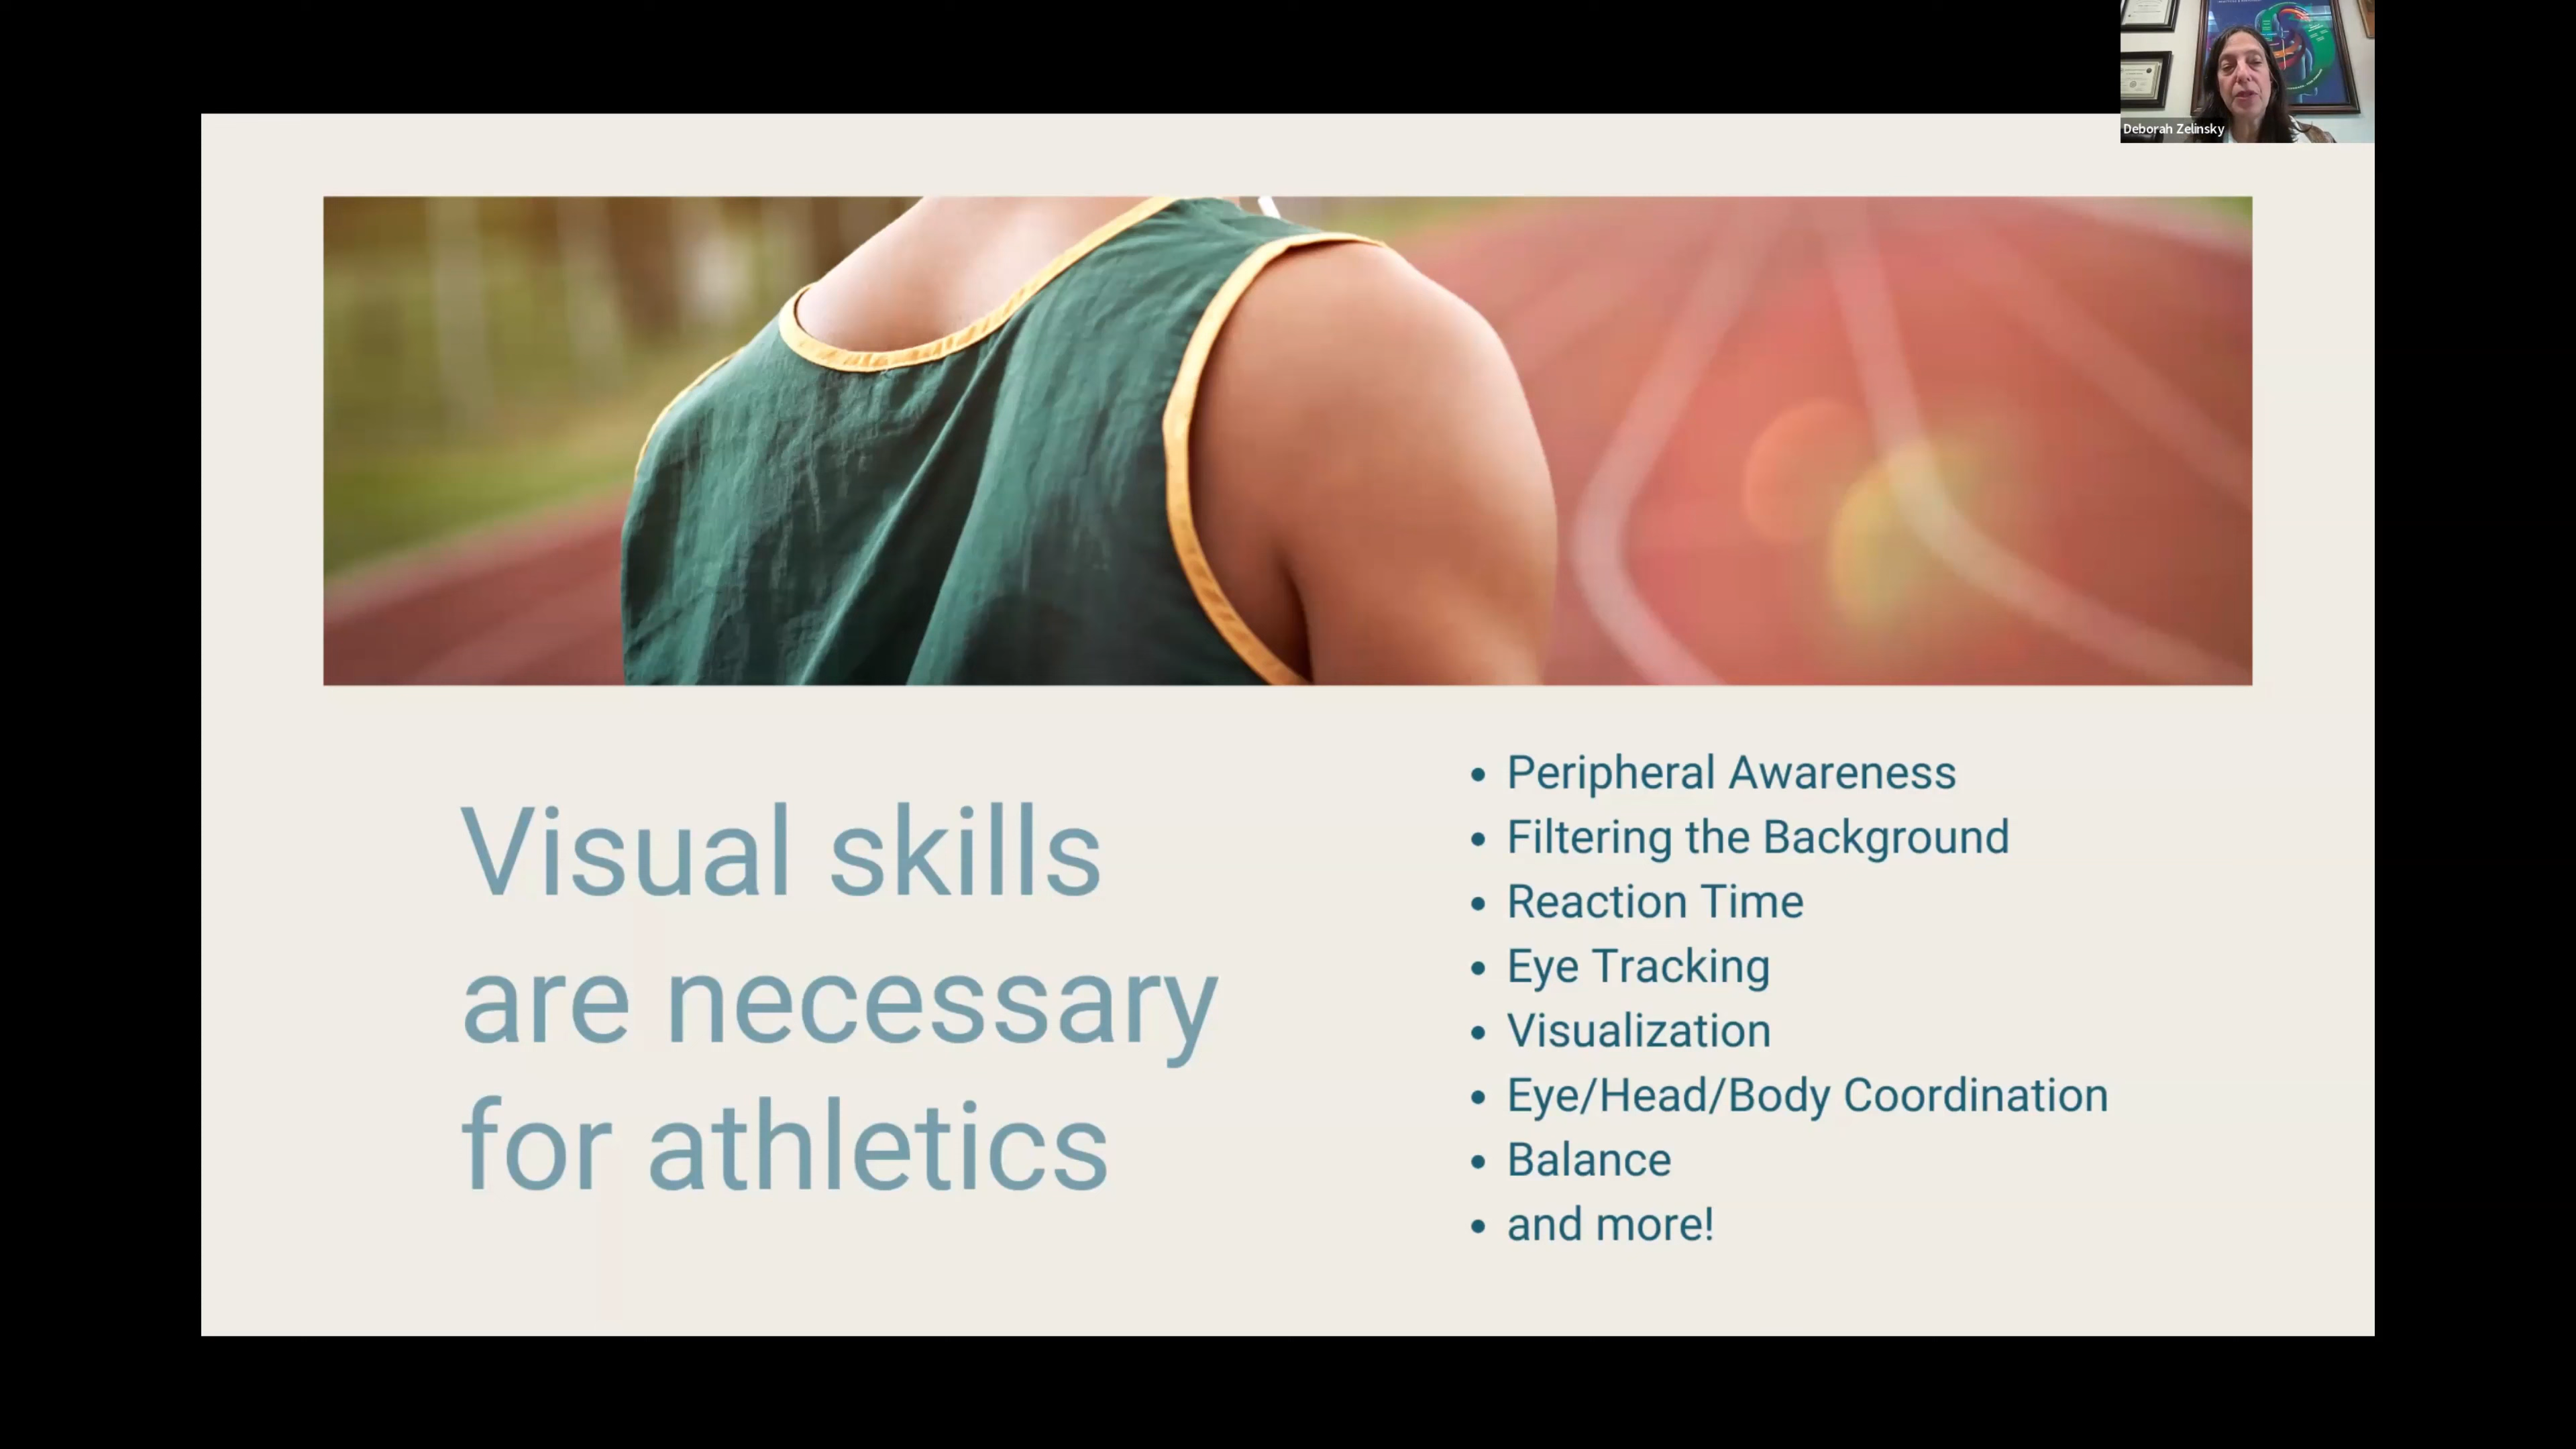 Deborah Zelinsky
Visual skills
are necessary
for athletics
• Peripheral Awareness
• Filtering the Background
• Reaction Time
• Eye Tracking
• Visualization
• Eye/Head/Body Coordination
• Balance
• and more!